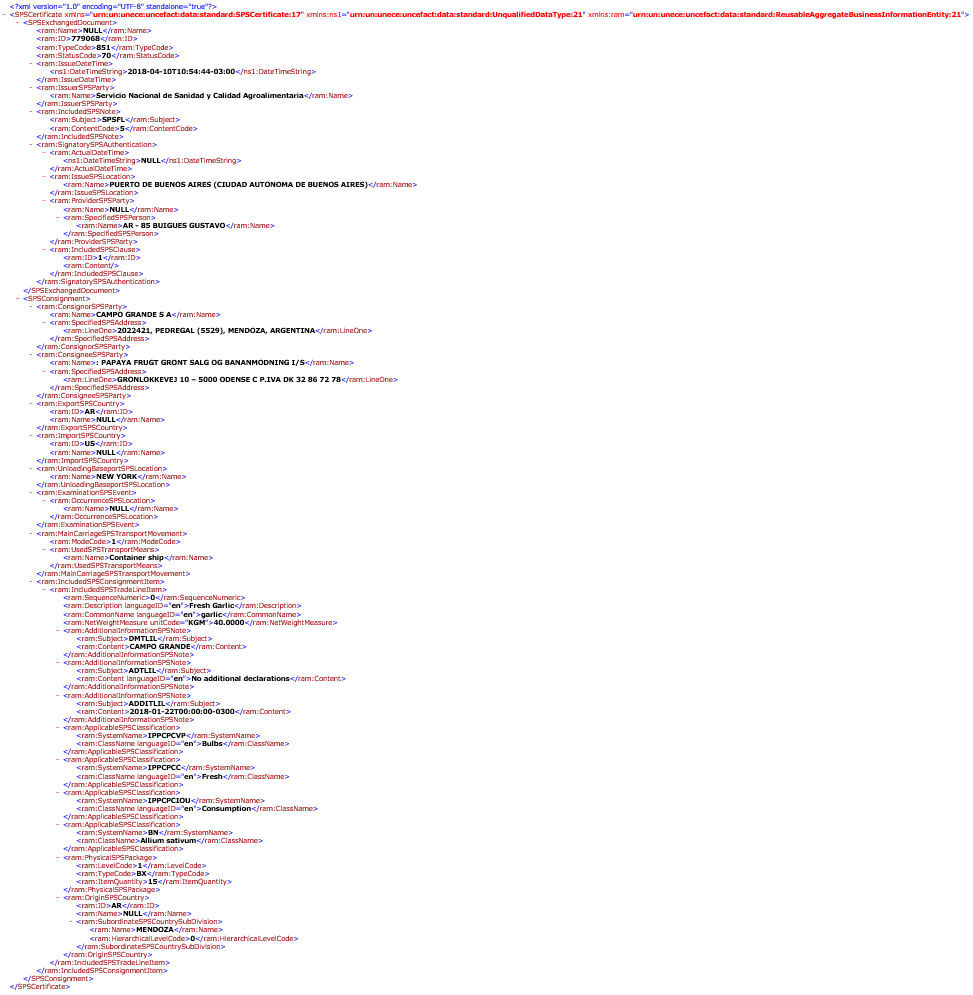 <?xml version="1.0" encoding="UTF-8" standalone="true"?>
- <SPSCertificate xmlns="urn:un:unece:uncefact:data:standard:SPSCertificate:17" xmlns:ns1="urn:un:unece:uncefact:data:standard:UnqualifiedDataType:21" xmlns:ram="urn:un:unece:uncefact:data:standard:ReusableAggregateBusinessInformationEntity:21">
- <SPSExchangedDocument>
<ram:Name>NULL</ram:Name>
<ram:ID>779068</ram:ID>
<ram:TypeCode>851</ram:TypeCode>
<ram:StatusCode>70</ram:StatusCode>
- <ram:IssueDateTime>
<ns1:DateTimeString>2018-04-10T10:54:44-03:00</ns1:DateTimeString>
</ram:IssueDateTime>
- <ram:IssuerSPSParty>
<ram:Name>Servicio Nacional de Sanidad y Calidad Agroalimentaria</ram:Name>
</ram:IssuerSPSParty>
- <ram:IncludedSPSNote>
<ram:Subject>SPSFL</ram:Subject>
<ram:ContentCode>5</ram:ContentCode>
</ram:IncludedSPSNote>
- <ram:SignatorySPSAuthentication>
- <ram:ActualDateTime>
<ns1:DateTimeString>NULL</ns1:DateTimeString>
</ram:ActualDateTime>
- <ram:IssueSPSLocation>
<ram:Name>PUERTO DE BUENOS AIRES (CIUDAD AUTONOMA DE BUENOS AIRES)</ram:Name>
</ram:IssueSPSLocation>
- <ram:ProviderSPSParty>
<ram:Name>NULL</ram:Name>
- <ram:SpecifiedSPSPerson>
<ram:Name>AR - 85 BUIGUES GUSTAVO</ram:Name>
</ram:SpecifiedSPSPerson>
</ram:ProviderSPSParty>
- <ram:IncludedSPSClause>
<ram:ID>1</ram:ID>
<ram:Content/>
</ram:IncludedSPSClause>
</ram:SignatorySPSAuthentication>
</SPSExchangedDocument>
- <SPSConsignment>
- <ram:ConsignorSPSParty>
<ram:Name>CAMPO GRANDE S A</ram:Name>
- <ram:SpecifiedSPSAddress>
<ram:LineOne>2022421, PEDREGAL (5529), MENDOZA, ARGENTINA</ram:LineOne>
</ram:SpecifiedSPSAddress>
</ram:ConsignorSPSParty>
- <ram:ConsigneeSPSParty>
<ram:Name>: PAPAYA FRUGT GRONT SALG OG BANANMODNING I/S</ram:Name>
- <ram:SpecifiedSPSAddress>
<ram:LineOne>GRONLOKKEVEJ 10 – 5000 ODENSE C P.IVA DK 32 86 72 78</ram:LineOne>
</ram:SpecifiedSPSAddress>
</ram:ConsigneeSPSParty>
- <ram:ExportSPSCountry>
<ram:ID>AR</ram:ID>
<ram:Name>NULL</ram:Name>
</ram:ExportSPSCountry>
- <ram:ImportSPSCountry>
<ram:ID>US</ram:ID>
<ram:Name>NULL</ram:Name>
</ram:ImportSPSCountry>
- <ram:UnloadingBaseportSPSLocation>
<ram:Name>NEW YORK</ram:Name>
</ram:UnloadingBaseportSPSLocation>
- <ram:ExaminationSPSEvent>
- <ram:OccurrenceSPSLocation>
<ram:Name>NULL</ram:Name>
</ram:OccurrenceSPSLocation>
</ram:ExaminationSPSEvent>
- <ram:MainCarriageSPSTransportMovement>
<ram:ModeCode>1</ram:ModeCode>
- <ram:UsedSPSTransportMeans>
<ram:Name>Container ship</ram:Name>
</ram:UsedSPSTransportMeans>
</ram:MainCarriageSPSTransportMovement>
- <ram:IncludedSPSConsignmentItem>
- <ram:IncludedSPSTradeLineItem>
<ram:SequenceNumeric>0</ram:SequenceNumeric>
<ram:Description languageID="en">Fresh Garlic</ram:Description>
<ram:CommonName languageID="en">garlic</ram:CommonName>
<ram:NetWeightMeasure unitCode="KGM">40.0000</ram:NetWeightMeasure>
- <ram:AdditionalInformationSPSNote>
<ram:Subject>DMTLIL</ram:Subject>
<ram:Content>CAMPO GRANDE</ram:Content>
</ram:AdditionalInformationSPSNote>
- <ram:AdditionalInformationSPSNote>
<ram:Subject>ADTLIL</ram:Subject>
<ram:Content languageID="en">No additional declarations</ram:Content>
</ram:AdditionalInformationSPSNote>
- <ram:AdditionalInformationSPSNote>
<ram:Subject>ADDITLIL</ram:Subject>
<ram:Content>2018-01-22T00:00:00-0300</ram:Content>
</ram:AdditionalInformationSPSNote>
- <ram:ApplicableSPSClassification>
<ram:SystemName>IPPCPCVP</ram:SystemName>
<ram:ClassName languageID="en">Bulbs</ram:ClassName>
</ram:ApplicableSPSClassification>
- <ram:ApplicableSPSClassification>
<ram:SystemName>IPPCPCC</ram:SystemName>
<ram:ClassName languageID="en">Fresh</ram:ClassName>
</ram:ApplicableSPSClassification>
- <ram:ApplicableSPSClassification>
<ram:SystemName>IPPCPCIOU</ram:SystemName>
<ram:ClassName languageID="en">Consumption</ram:ClassName>
</ram:ApplicableSPSClassification>
- <ram:ApplicableSPSClassification>
<ram:SystemName>BN</ram:SystemName>
<ram:ClassName>Allium sativum</ram:ClassName>
</ram:ApplicableSPSClassification>
- <ram:PhysicalSPSPackage>
<ram:LevelCode>1</ram:LevelCode>
<ram:TypeCode>BX</ram:TypeCode>
<ram:ItemQuantity>15</ram:ItemQuantity>
</ram:PhysicalSPSPackage>
- <ram:OriginSPSCountry>
<ram:ID>AR</ram:ID>
<ram:Name>NULL</ram:Name>
- <ram:SubordinateSPSCountrySubDivision>
<ram:Name>MENDOZA</ram:Name>
<ram:HierarchicalLevelCode>0</ram:HierarchicalLevelCode>
</ram:SubordinateSPSCountrySubDivision>
</ram:OriginSPSCountry>
</ram:IncludedSPSTradeLineItem>
</ram:IncludedSPSConsignmentItem>
</SPSConsignment>
</SPSCertificate>